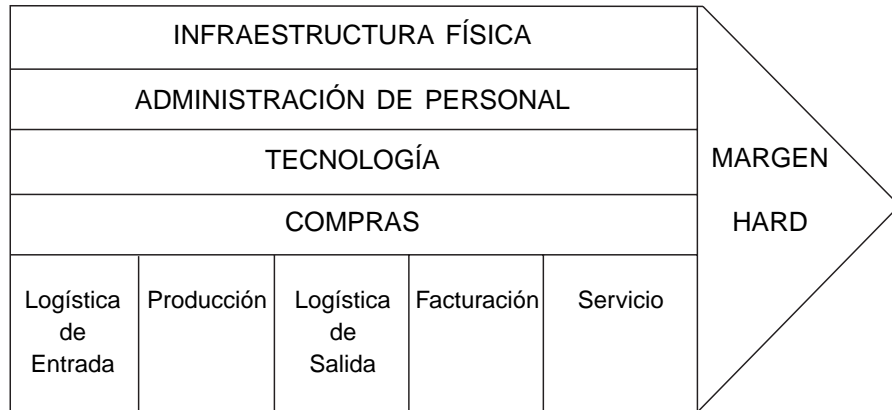 INFRAESTRUCTURA FÍSICA
ADMINISTRACIÓN DE PERSONAL
TECNOLOGÍA
COMPRAS
MARGEN
HARD
Logística
de
Entrada
Producción
Logística
de
Salida
Facturación
Servicio